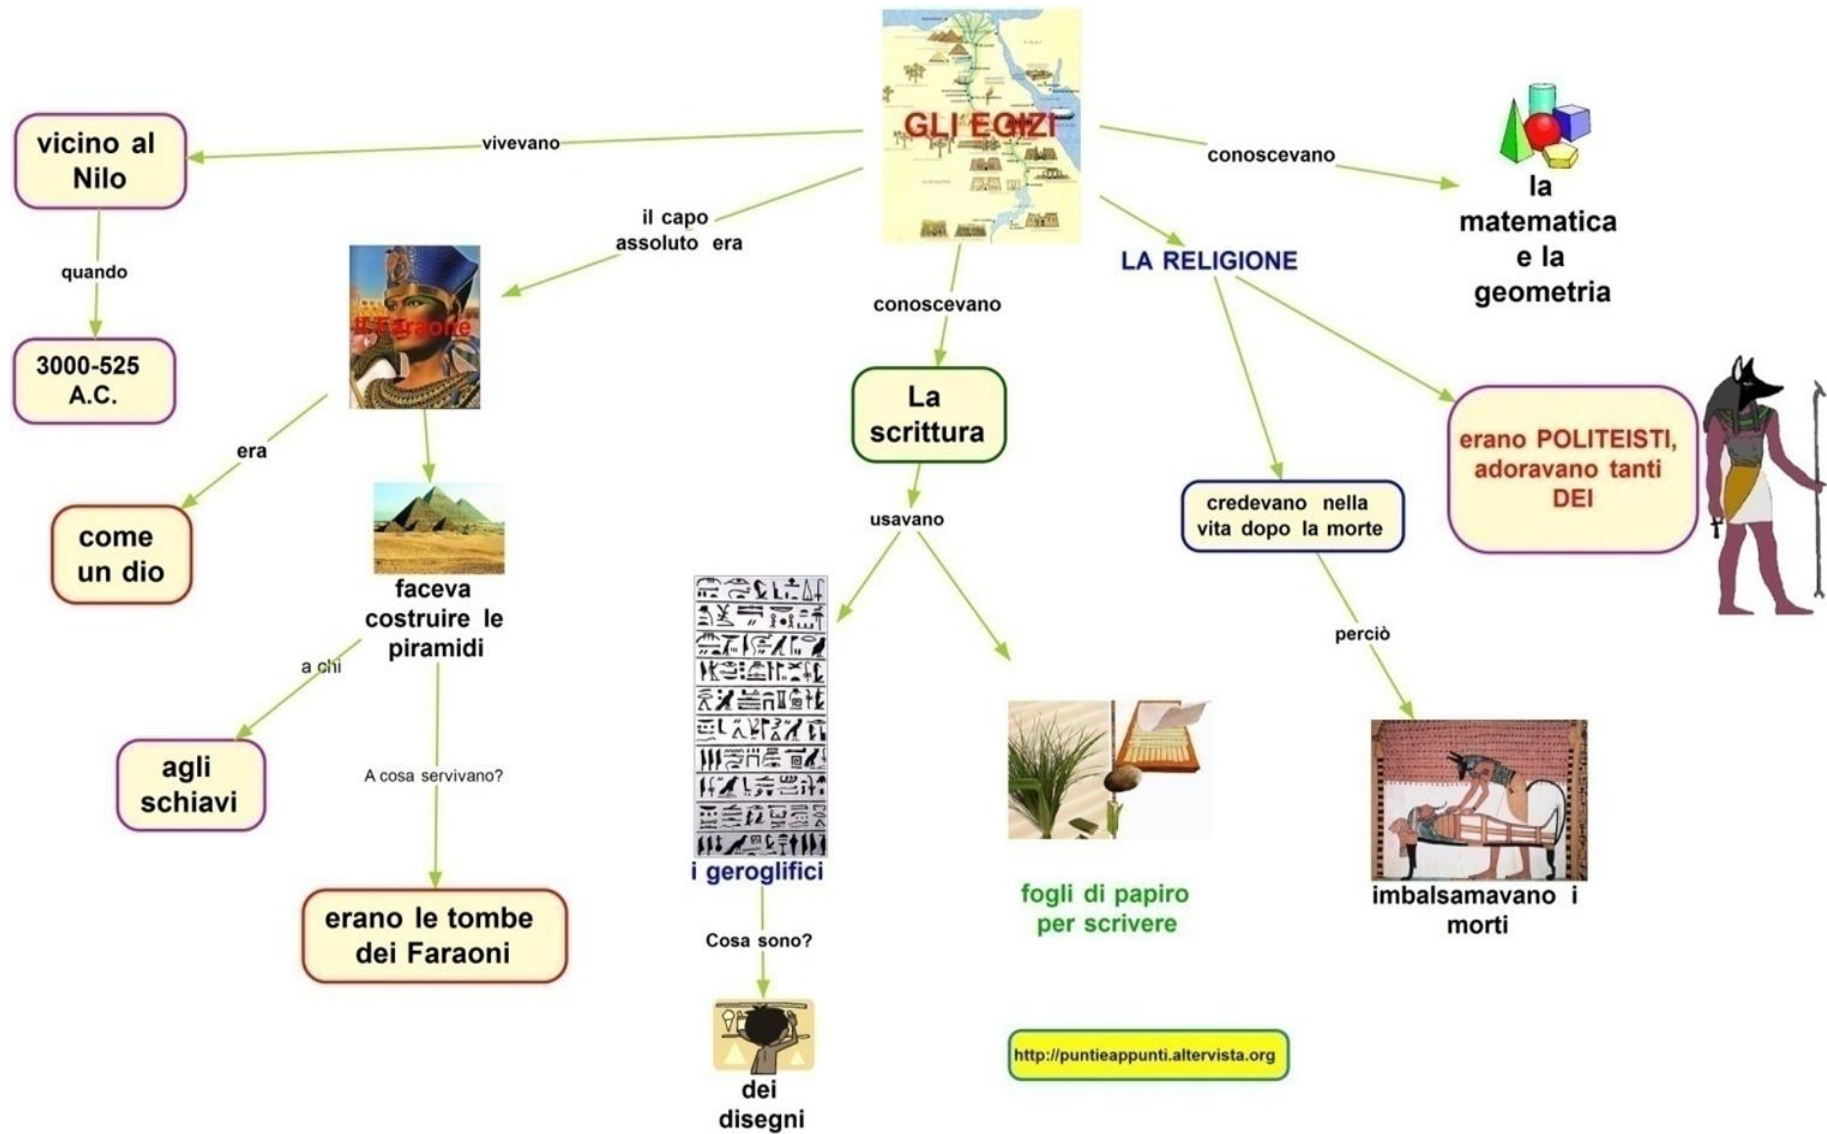 GLI EGIZI
vivevano
vicino al
Nilo
quando
3000-525
A.C.
il capo
assoluto era
Il Faraone
era
come
un dio
faceva
costruire le
piramidi
a chi
agli
schiavi
A cosa servivano?
erano le tombe
dei Faraoni
conoscevano
La
scrittura
usavano
i geroglifici
Cosa sono?
dei
disegni
fogli di papiro
per scrivere
LA RELIGIONE
credevano nella
vita dopo la morte
perciò
imbalsamavano i
morti
erano POLITEISTI,
adoravano tanti
DEI
conoscevano
la
matematica
e la
geometria
http://puntieappunti.altervista.org